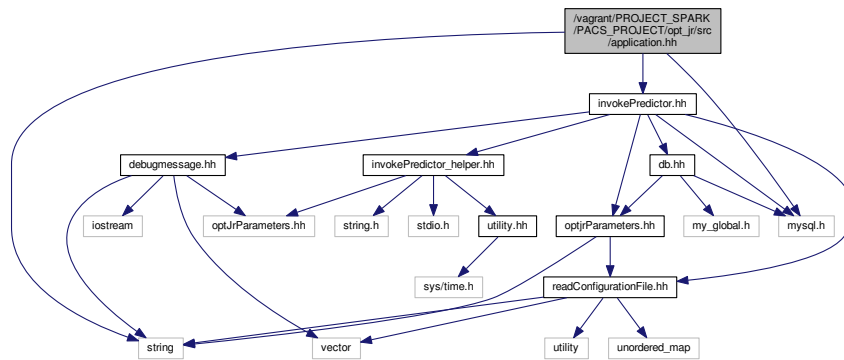 /vagrant/PROJECT_SPARK
/PACS_PROJECT/opt_jr/src
/application.hh
invokePredictor.hh
debugmessage.hh
invokePredictor_helper.hh
db.hh
iostream
optJrParameters.hh
string.h
stdio.h
utility.hh
optjrParameters.hh
my_global.h
mysql.h
sys/time.h
readConfigurationFile.hh
string
vector
utility
unordered_map